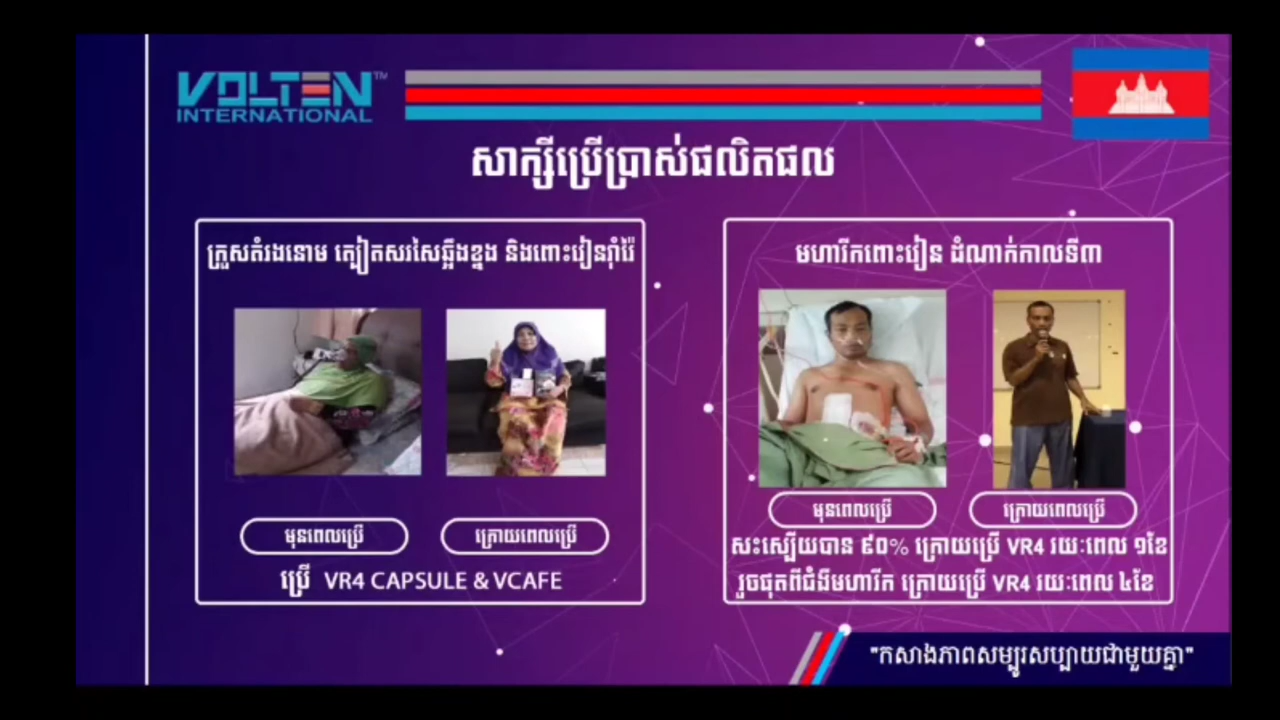 VOLTEN™
INTERNATIONAL
សាក្សីប្រើប្រាស់ផលិតផល
ក្រួសតំរងនោម ក្បៀតសរសៃឆ្អឹងខ្នង និងពោះវៀនរ៉ាំរ៉ៃ
មុនពេលប្រើ
ក្រោយពេលប្រើ
ប្រើ VR4 CAPSULE & VCAFE
មហារីកពោះវៀន ដំណាក់កាលទី៣
មុនពេលប្រើ
ក្រោយពេលប្រើ
សះស្បើយបាន ៩០% ក្រោយប្រើ VR4 រយៈពេល ១ខែ
រួចផុតពីជំងឺមហារីក ក្រោយប្រើ VR4 រយៈពេល ៤ខែ
"កសាងភាពសម្បូរសប្បាយជាមួយគ្នា"